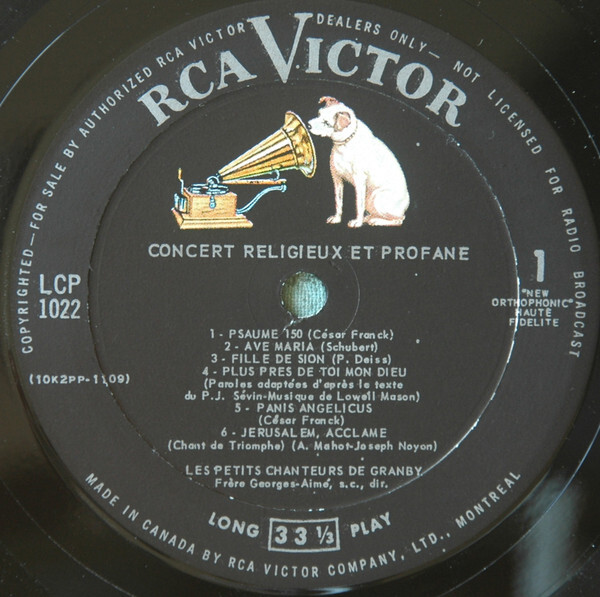 COPYRIGHTED—FOR SALE BY AUTHORIZED RCA VICTOR DEALERS ONLY—NOT LICENSED FOR RADIO BROADCAST
RCA VICTOR
CONCERT RELIGIEUX ET PROFANE
LCP
1022
(10K2PP-1109)
1
"NEW
ORTHOPHONIC"
HAUTE
FIDELITE
1 - PSAUME 150 (César Franck)
2 - AVE MARIA (Schubert)
3 - FILLE DE SION (P. Deiss)
4 - PLUS PRES DE TOI MON DIEU
(Paroles adaptées d'après le texte
du P.J. Sévin-Musique de Lowell Mason)
5 - PANIS ANGELICUS
(César Franck)
6 - JERUSALEM, ACCLAME
(Chant de Triomphe) (A. Mahot-Joseph Noyon)
LES PETITS CHANTEURS DE GRANBY
Frère Georges-Aimé, s.c., dir.
LONG 33 1/3 PLAY
MADE IN CANADA BY RCA VICTOR COMPANY, LTD., MONTREAL